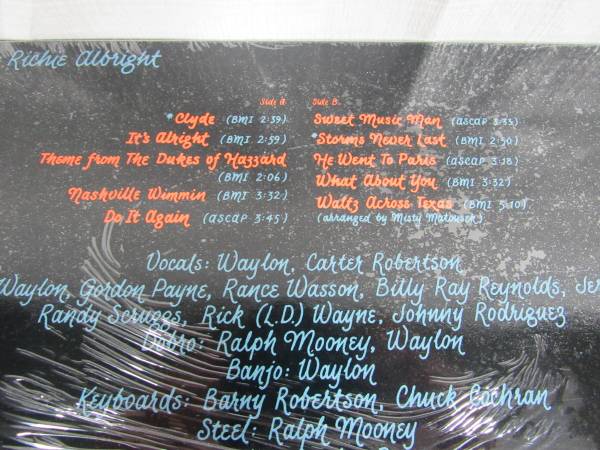 Richie Albright
Side A
*Clyde (BMI 2:39)
It's Alright (BMI 2:59)
Theme from The Dukes of Hazzard
(BMI 2:06)
Nashville Wimmin (BMI 3:32)
Do It Again (ASCAP 3:45)
Side B
Sweet Music Man (ASCAP 3:35)
*Storms Never Last (BMI 2:50)
He Went To Paris (ASCAP 3:18)
What About You (BMI 3:32)
Waltz Across Texas (BMI 3:10)
(arranged by Misty Matousek)
Vocals: Waylon, Carter Robertson
Waylon, Gordon Payne, Rance Wasson, Billy Ray Reynolds, Jer
Randy Scruggs, Rick (L.D.) Wayne, Johnny Rodriguez
Dobro: Ralph Mooney, Waylon
Banjo: Waylon
Keyboards: Barny Robertson, Chuck Cochran
Steel: Ralph Mooney